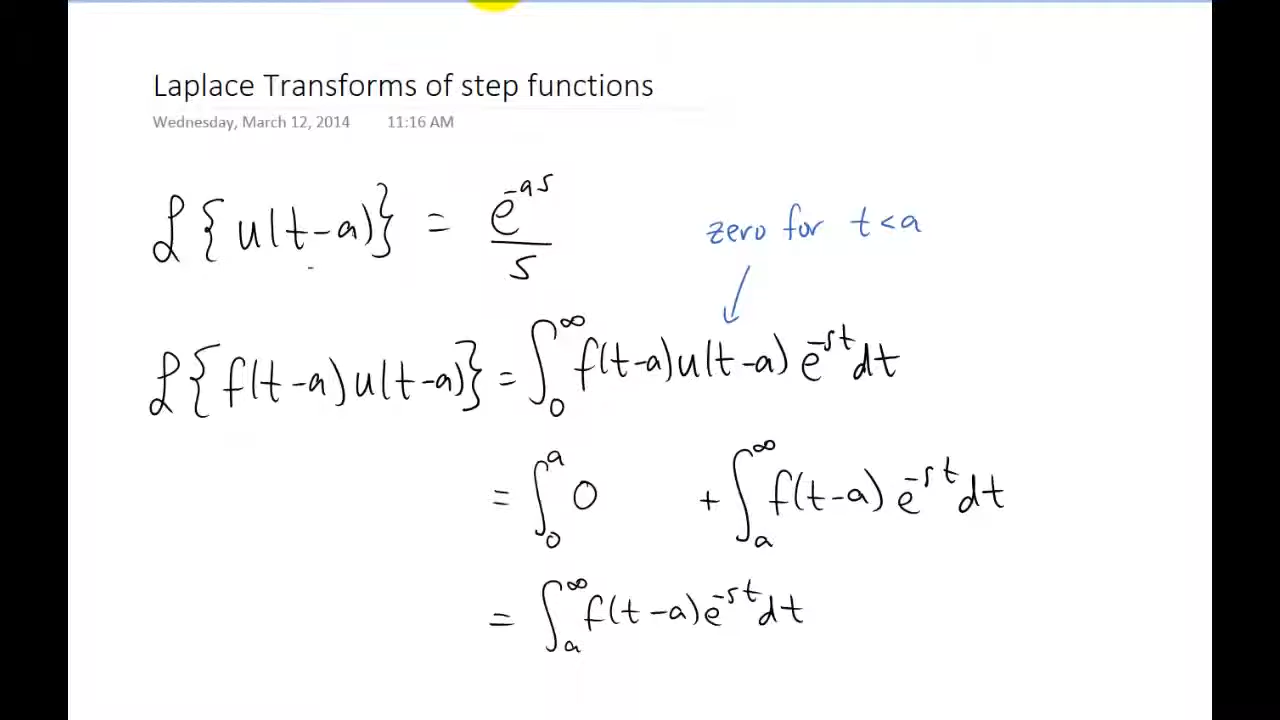 Laplace Transforms of step functions
Wednesday, March 12, 2014 11:16 AM
ℒ{u(t-a)} = e^{-as}/s
zero for t<a
ℒ{f(t-a)u(t-a)} = ∫_0^∞ f(t-a)u(t-a) e^{-st}dt
= ∫_0^a 0 + ∫_a^∞ f(t-a) e^{-st}dt
= ∫_a^∞ f(t-a)e^{-st}dt